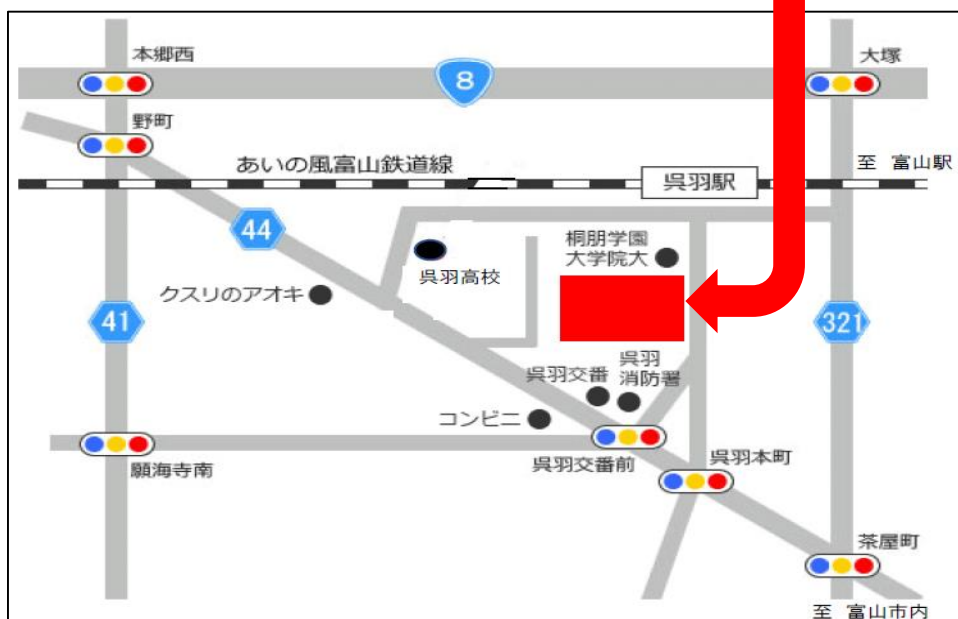 本郷西
大塚
8
野町
あいの風富山鉄道線
呉羽駅
至 富山駅
44
桐朋学園
大学院大
呉羽高校
クスリのアオキ
41
321
呉羽交番
呉羽
消防署
コンビニ
願海寺南
呉羽交番前
呉羽本町
茶屋町
至 富山市内